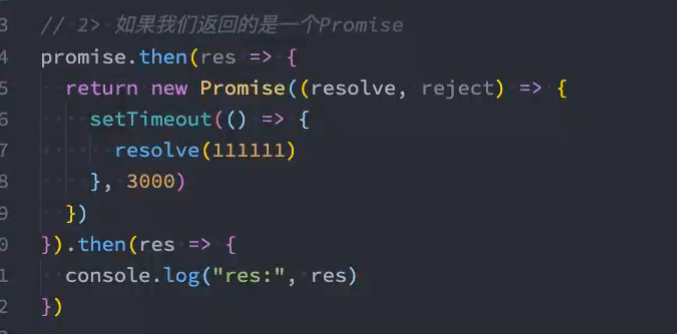 3 // 2> 如果我们返回的是一个Promise
4 promise.then(res => {
5 return new Promise((resolve, reject) => {
6 setTimeout(() => {
7 resolve(111111)
8 }, 3000)
9 })
0 }).then(res => {
1 console.log("res:", res)
2 })